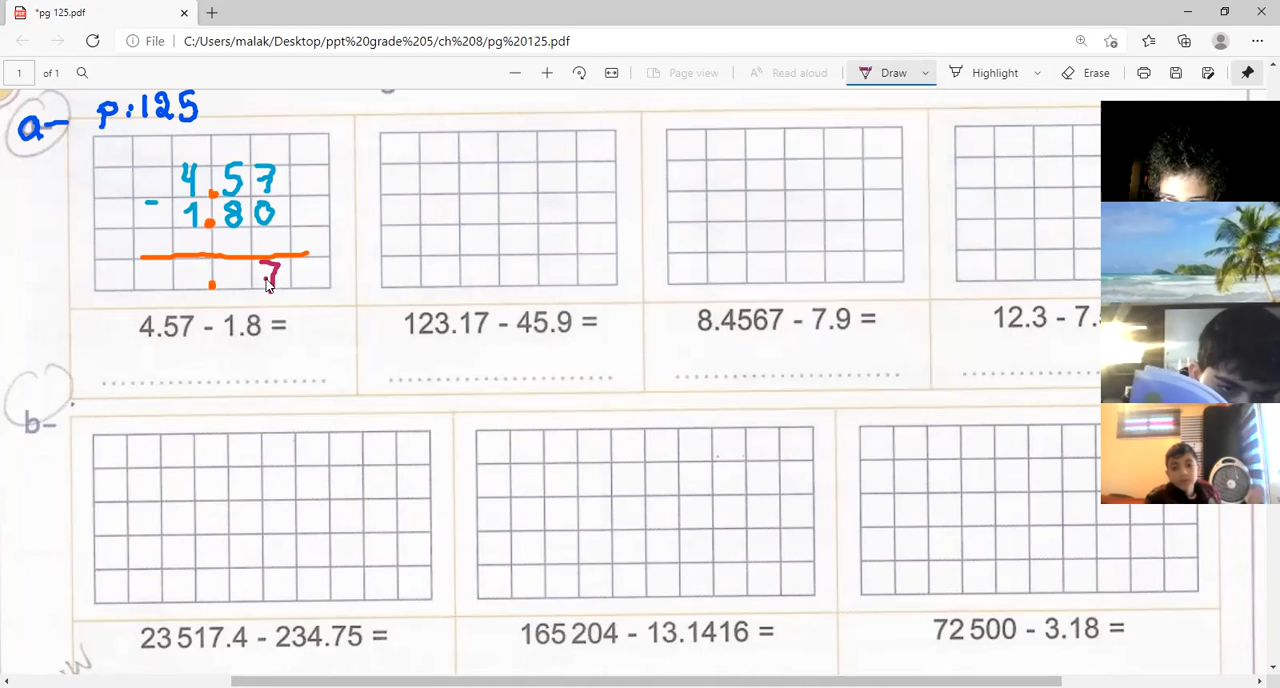 *pg 125.pdf
File C:/Users/malak/Desktop/ppt%20grade%205/ch%208/pg%20125.pdf
1 of 1 Page view Read aloud Draw Highlight Erase
a- p:125
4.57
- 1.80
. 7
4.57 - 1.8 = 123.17 - 45.9 = 8.4567 - 7.9 = 12.3 - 7.
b-
23 517.4 - 234.75 = 165 204 - 13.1416 = 72 500 - 3.18 =